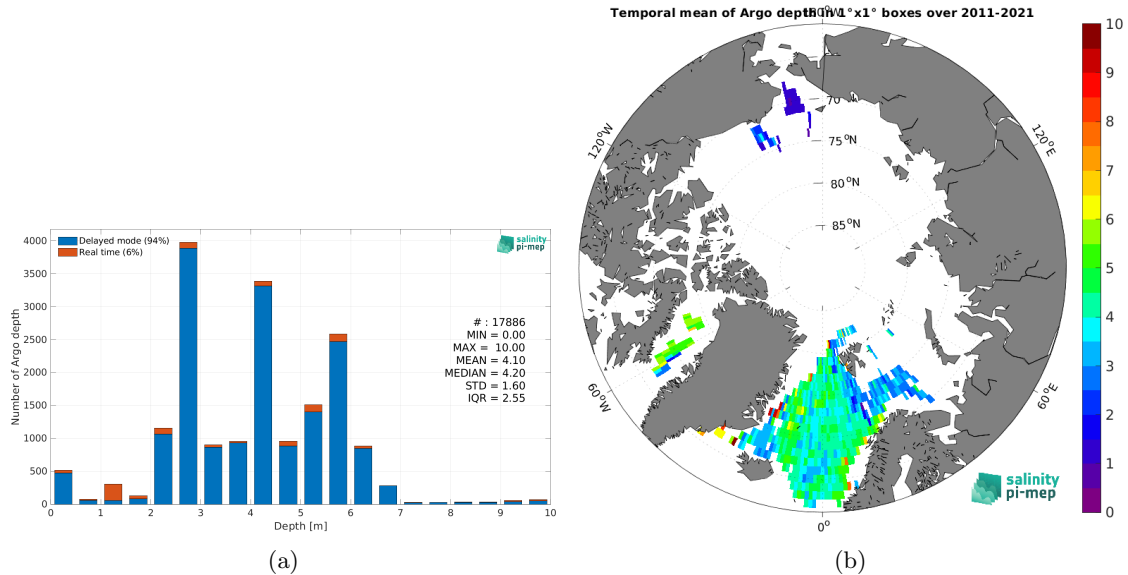 Delayed mode (94%)
Real time (6%)
salinity
pi-mep
# : 17886
MIN = 0.00
MAX = 10.00
MEAN = 4.10
MEDIAN = 4.20
STD = 1.60
IQR = 2.55
Number of Argo depth
4000
3500
3000
2500
2000
1500
1000
500
0
0 1 2 3 4 5 6 7 8 9 10
Depth [m]
(a)
Temporal mean of Argo depth in 1°x1° boxes over 2011-2021
180°W
120°W
120°E
70°N
75°N
80°N
85°N
60°W
60°E
0°
10
9
8
7
6
5
4
3
2
1
0
salinity
pi-mep
(b)